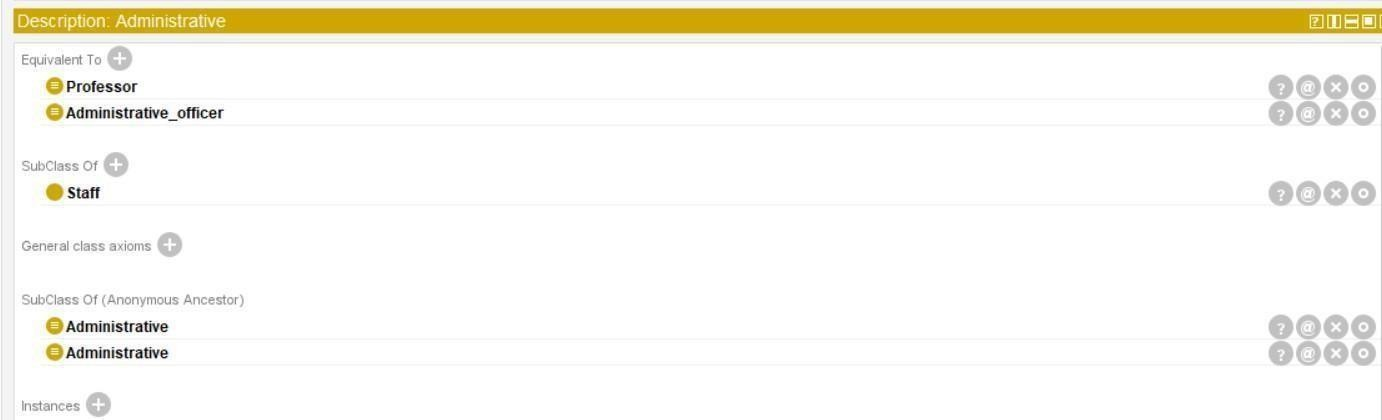 Description: Administrative
Equivalent To
Professor
Administrative_officer
SubClass Of
Staff
General class axioms
SubClass Of (Anonymous Ancestor)
Administrative
Administrative
Instances